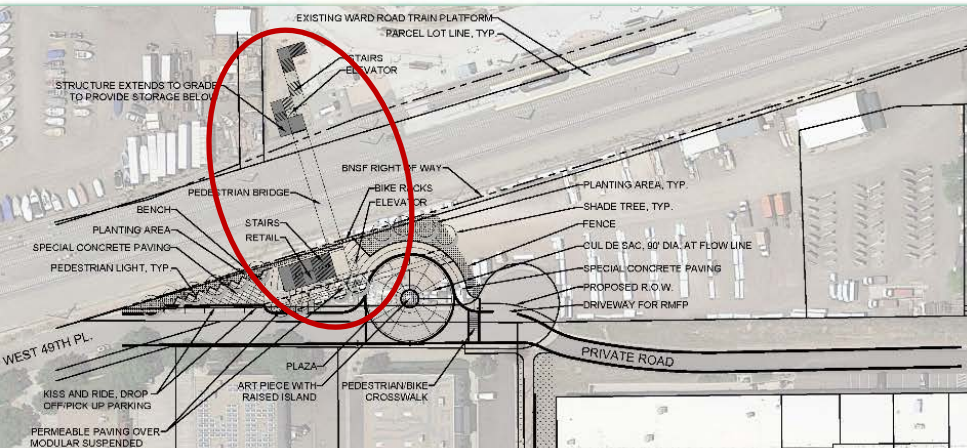 EXISTING WARD ROAD TRAIN PLATFORM
PARCEL LOT LINE, TYP.
STAIRS
ELEVATOR
STRUCTURE EXTENDS TO GRADE
TO PROVIDE STORAGE BELOW
BNSF RIGHT OF WAY
PEDESTRIAN BRIDGE
BIKE RACKS
ELEVATOR
PLANTING AREA, TYP.
BENCH
SHADE TREE, TYP.
PLANTING AREA
STAIRS
FENCE
SPECIAL CONCRETE PAVING
RETAIL
CUL DE SAC, 90' DIA. AT FLOW LINE
PEDESTRIAN LIGHT, TYP.
SPECIAL CONCRETE PAVING
PROPOSED R.O.W.
DRIVEWAY FOR RMFP
WEST 49TH PL.
PRIVATE ROAD
PLAZA
KISS AND RIDE, DROP
OFF/PICK UP PARKING
ART PIECE WITH
RAISED ISLAND
PEDESTRIAN/BIKE
CROSSWALK
PERMEABLE PAVING OVER
MODULAR SUSPENDED